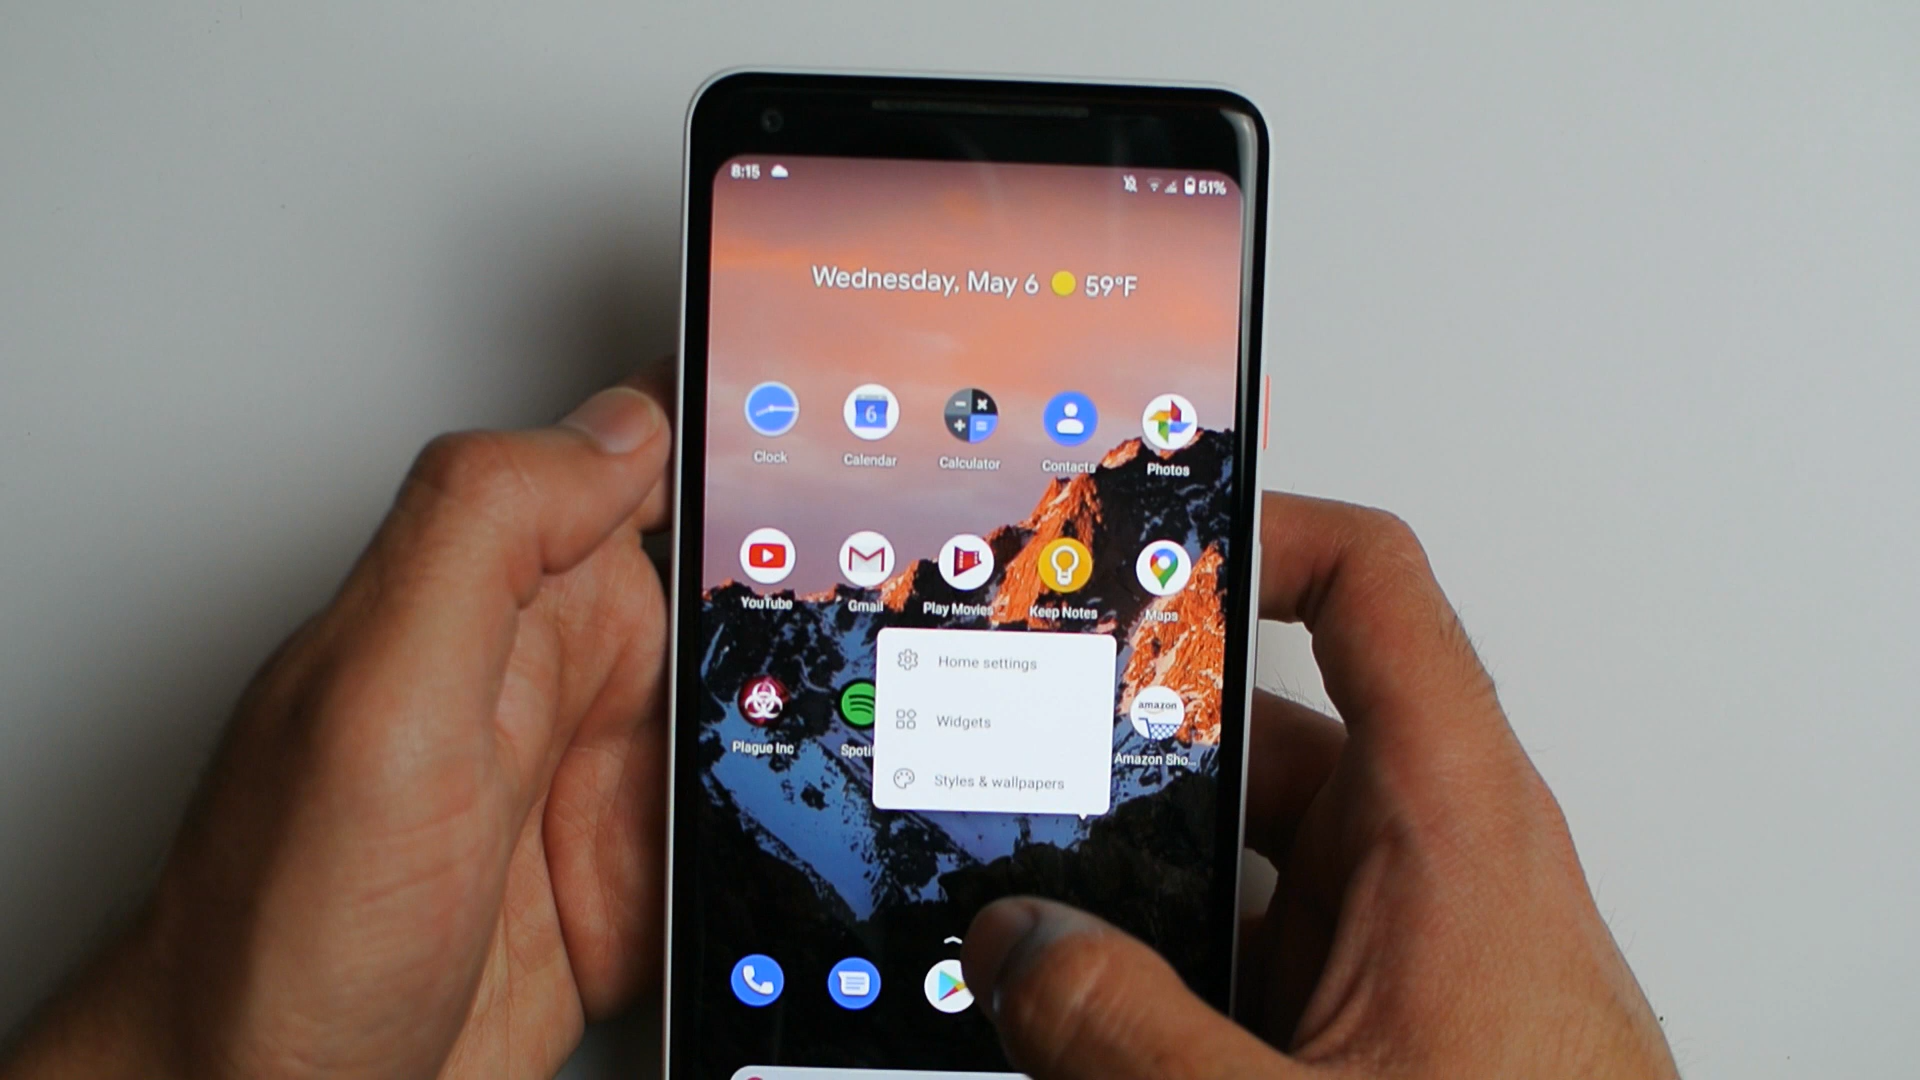 8:15
51%
Wednesday, May 6 59°F
6
Clock Calendar Calculator Contacts Photos
YouTube Gmail Play Movies... Keep Notes Maps
Home settings
Widgets
amazon
Plague Inc Spotif Amazon Sho...
Styles & wallpapers